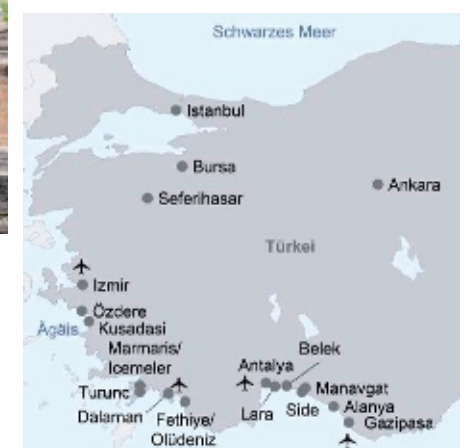 Schwarzes Meer
Istanbul
Bursa
Ankara
Seferihasar
Türkei
Izmir
Özdere
Ägäis
Kusadasi
Marmaris/
Icemeler
Belek
Antalya
Turunc
Manavgat
Lara
Side
Alanya
Dalaman
Fethiye/
Olüdeniz
Gazipasa